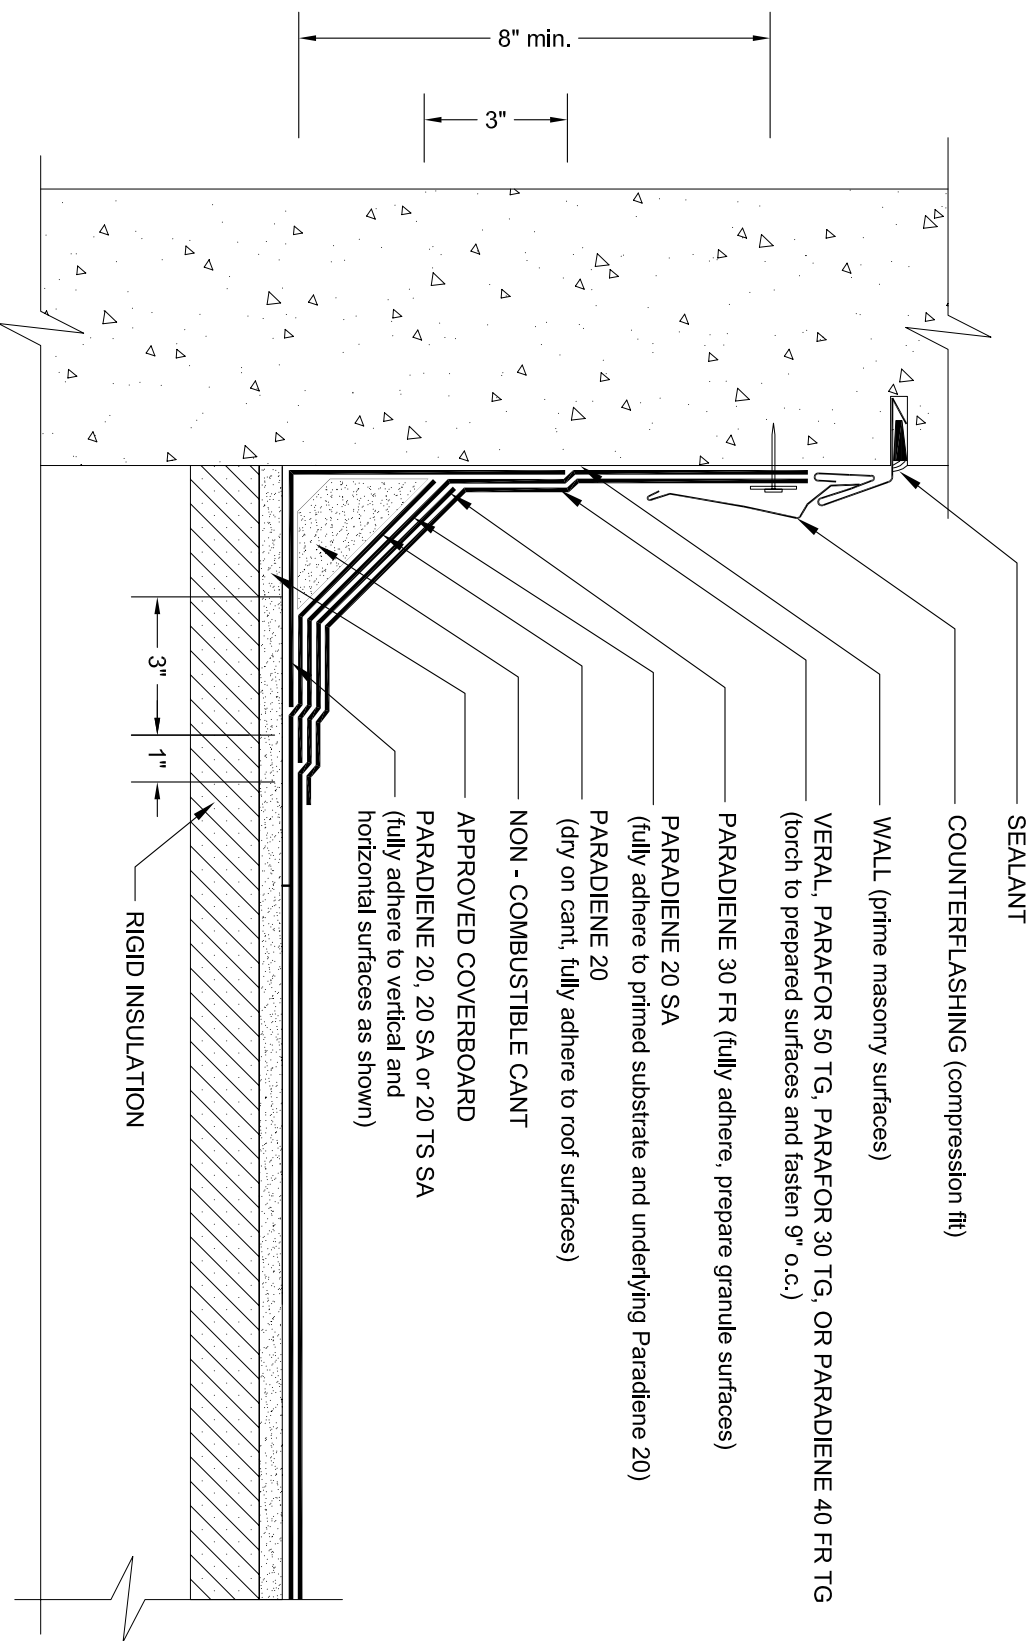 8" min.
3"
SEALANT
COUNTERFLASHING (compression fit)
WALL (prime masonry surfaces)
VERAL, PARAFOR 50 TG, PARAFOR 30 TG, OR PARADIENE 40 FR TG
(torch to prepared surfaces and fasten 9" o.c.)
PARADIENE 30 FR (fully adhere, prepare granule surfaces)
PARADIENE 20 SA
(fully adhere to primed substrate and underlying Paradiene 20)
PARADIENE 20
(dry on cant, fully adhere to roof surfaces)
NON - COMBUSTIBLE CANT
APPROVED COVERBOARD
PARADIENE 20, 20 SA or 20 TS SA
(fully adhere to vertical and
horizontal surfaces as shown)
RIGID INSULATION
3"
1"